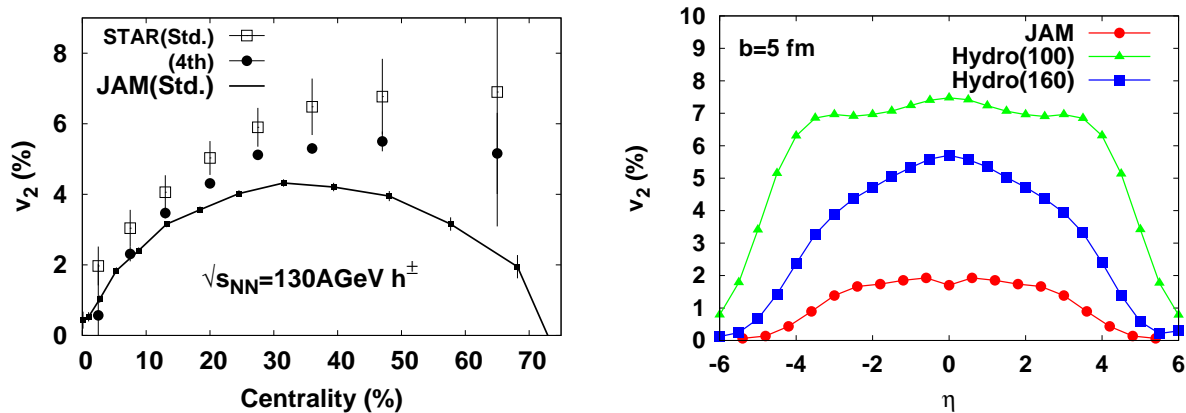 STAR(Std.)
(4th)
JAM(Std.)
8
6
4
2
0
v2 (%)
√sNN=130AGeV h±
0 10 20 30 40 50 60 70
Centrality (%)
b=5 fm
JAM
Hydro(100)
Hydro(160)
10
9
8
7
6
5
4
3
2
1
0
v2 (%)
-6 -4 -2 0 2 4 6
η